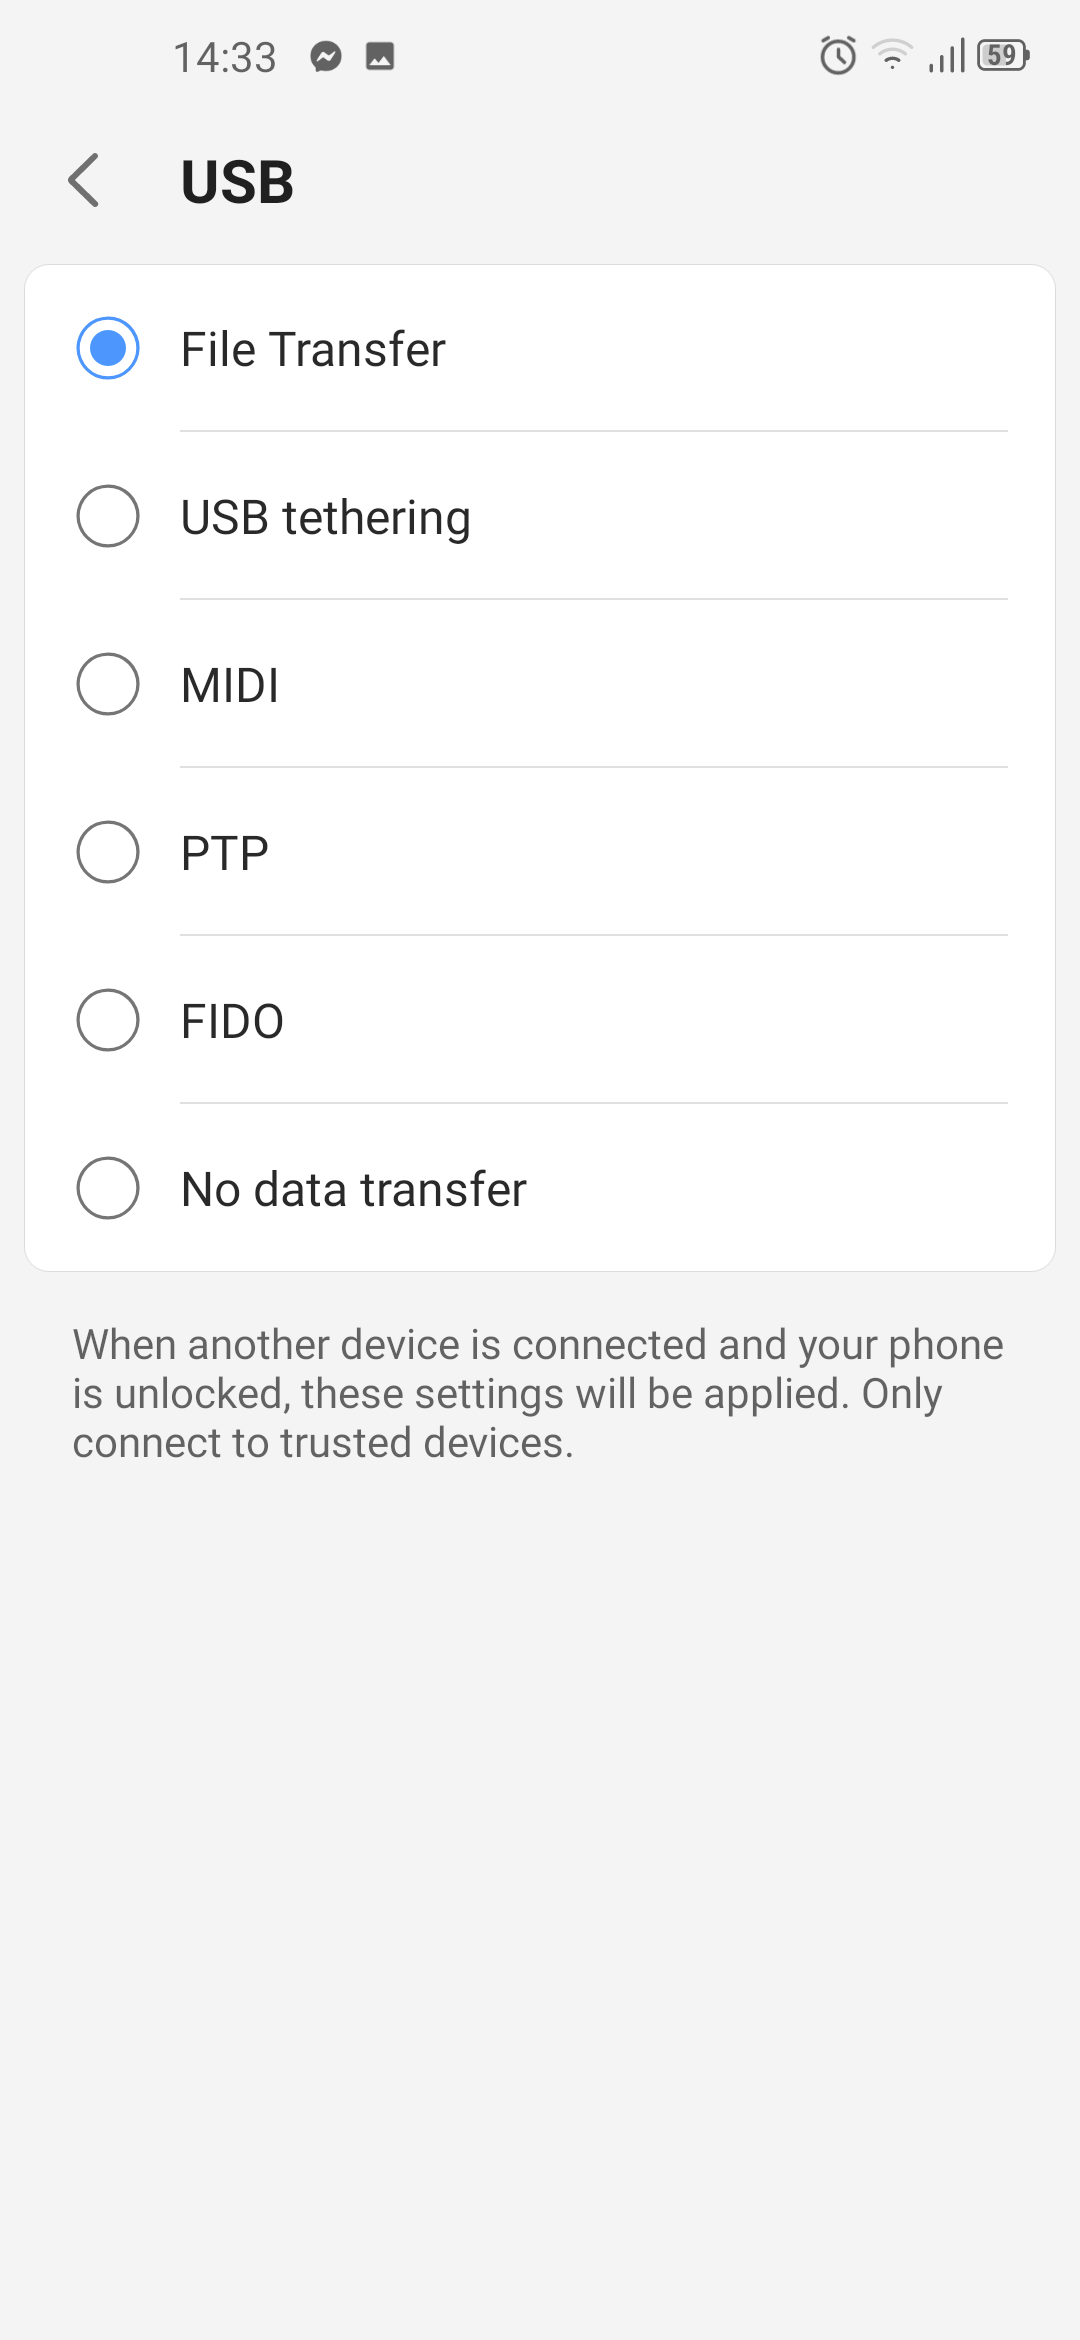 14:33 59
USB
File Transfer
USB tethering
MIDI
PTP
FIDO
No data transfer
When another device is connected and your phone
is unlocked, these settings will be applied. Only
connect to trusted devices.